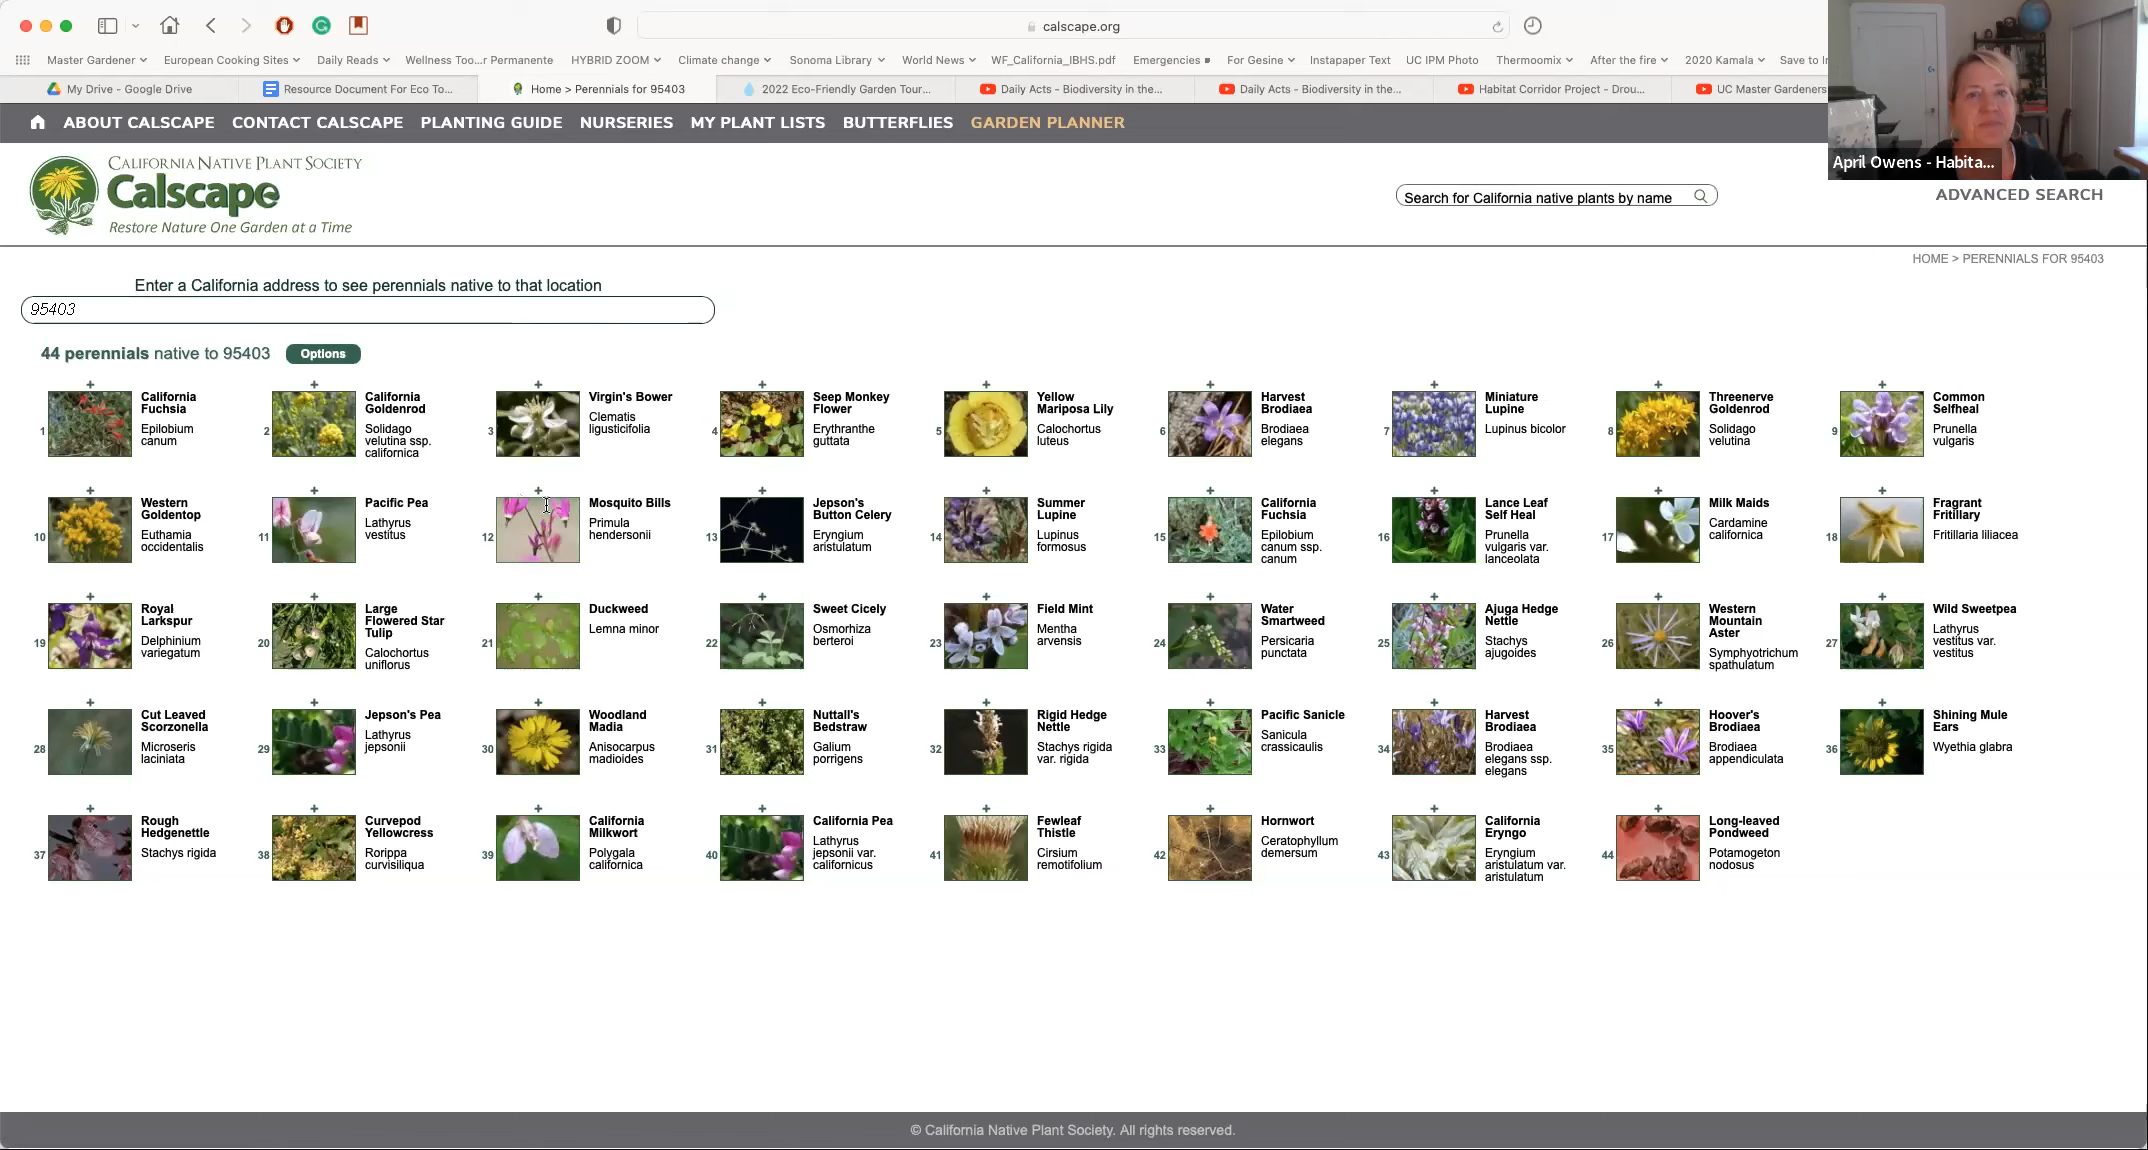 calscape.org
Master Gardener
European Cooking Sites
Daily Reads
Wellness Too...r Permanente
HYBRID ZOOM
Climate change
Sonoma Library
World News
WF_California_IBHS.pdf
Emergencies
For Gesine
Instapaper Text
UC IPM Photo
Thermoomix
After the fire
2020 Kamala
Save to In
My Drive - Google Drive
Resource Document For Eco To...
Home > Perennials for 95403
2022 Eco-Friendly Garden Tour...
Daily Acts - Biodiversity in the...
Daily Acts - Biodiversity in the...
Habitat Corridor Project - Drou...
UC Master Gardeners
April Owens - Habita...
ABOUT CALSCAPE
CONTACT CALSCAPE
PLANTING GUIDE
NURSERIES
MY PLANT LISTS
BUTTERFLIES
GARDEN PLANNER
CALIFORNIA NATIVE PLANT SOCIETY
Calscape
Restore Nature One Garden at a Time
Search for California native plants by name
ADVANCED SEARCH
HOME > PERENNIALS FOR 95403
Enter a California address to see perennials native to that location
95403
44 perennials native to 95403
Options
1
California
Fuchsia
Epilobium
canum
2
California
Goldenrod
Solidago
velutina ssp.
californica
3
Virgin's Bower
Clematis
ligusticifolia
4
Seep Monkey
Flower
Erythranthe
guttata
5
Yellow
Mariposa Lily
Calochortus
luteus
6
Harvest
Brodiaea
Brodiaea
elegans
7
Miniature
Lupine
Lupinus bicolor
8
Threenerve
Goldenrod
Solidago
velutina
9
Common
Selfheal
Prunella
vulgaris
10
Western
Goldentop
Euthamia
occidentalis
11
Pacific Pea
Lathyrus
vestitus
12
Mosquito Bills
Primula
hendersonii
13
Jepson's
Button Celery
Eryngium
aristulatum
14
Summer
Lupine
Lupinus
formosus
15
California
Fuchsia
Epilobium
canum ssp.
canum
16
Lance Leaf
Self Heal
Prunella
vulgaris var.
lanceolata
17
Milk Maids
Cardamine
californica
18
Fragrant
Fritillary
Fritillaria liliacea
19
Royal
Larkspur
Delphinium
variegatum
20
Large
Flowered Star
Tulip
Calochortus
uniflorus
21
Duckweed
Lemna minor
22
Sweet Cicely
Osmorhiza
berteroi
23
Field Mint
Mentha
arvensis
24
Water
Smartweed
Persicaria
punctata
25
Ajuga Hedge
Nettle
Stachys
ajugoides
26
Western
Mountain
Aster
Symphyotrichum
spathulatum
27
Wild Sweetpea
Lathyrus
vestitus var.
vestitus
28
Cut Leaved
Scorzonella
Microseris
laciniata
29
Jepson's Pea
Lathyrus
jepsonii
30
Woodland
Madia
Anisocarpus
madioides
31
Nuttall's
Bedstraw
Galium
porrigens
32
Rigid Hedge
Nettle
Stachys rigida
var. rigida
33
Pacific Sanicle
Sanicula
crassicaulis
34
Harvest
Brodiaea
Brodiaea
elegans ssp.
elegans
35
Hoover's
Brodiaea
Brodiaea
appendiculata
36
Shining Mule
Ears
Wyethia glabra
37
Rough
Hedgenettle
Stachys rigida
38
Curvepod
Yellowcress
Rorippa
curvisiliqua
39
California
Milkwort
Polygala
californica
40
California Pea
Lathyrus
jepsonii var.
californicus
41
Fewleaf
Thistle
Cirsium
remotifolium
42
Hornwort
Ceratophyllum
demersum
43
California
Eryngo
Eryngium
aristulatum var.
aristulatum
44
Long-leaved
Pondweed
Potamogeton
nodosus
© California Native Plant Society. All rights reserved.